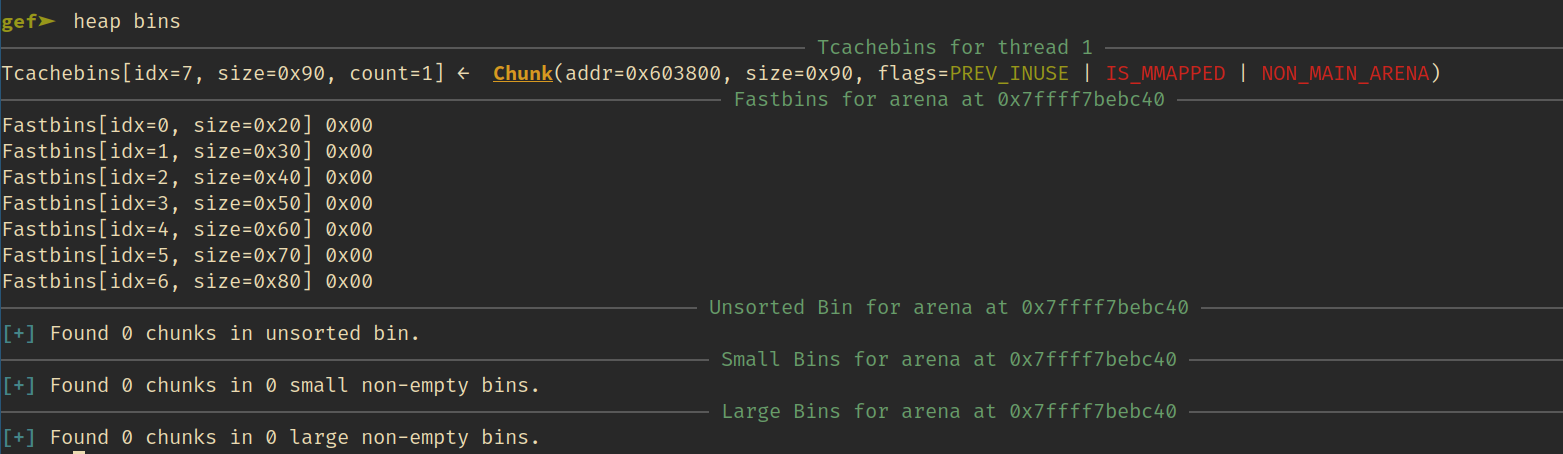 gef➤  heap bins
Tcachebins for thread 1
Tcachebins[idx=7, size=0x90, count=1] ←  Chunk(addr=0x603800, size=0x90, flags=PREV_INUSE | IS_MMAPPED | NON_MAIN_ARENA)
Fastbins for arena at 0x7ffff7bebc40
Fastbins[idx=0, size=0x20] 0x00
Fastbins[idx=1, size=0x30] 0x00
Fastbins[idx=2, size=0x40] 0x00
Fastbins[idx=3, size=0x50] 0x00
Fastbins[idx=4, size=0x60] 0x00
Fastbins[idx=5, size=0x70] 0x00
Fastbins[idx=6, size=0x80] 0x00
Unsorted Bin for arena at 0x7ffff7bebc40
[+] Found 0 chunks in unsorted bin.
Small Bins for arena at 0x7ffff7bebc40
[+] Found 0 chunks in 0 small non-empty bins.
Large Bins for arena at 0x7ffff7bebc40
[+] Found 0 chunks in 0 large non-empty bins.